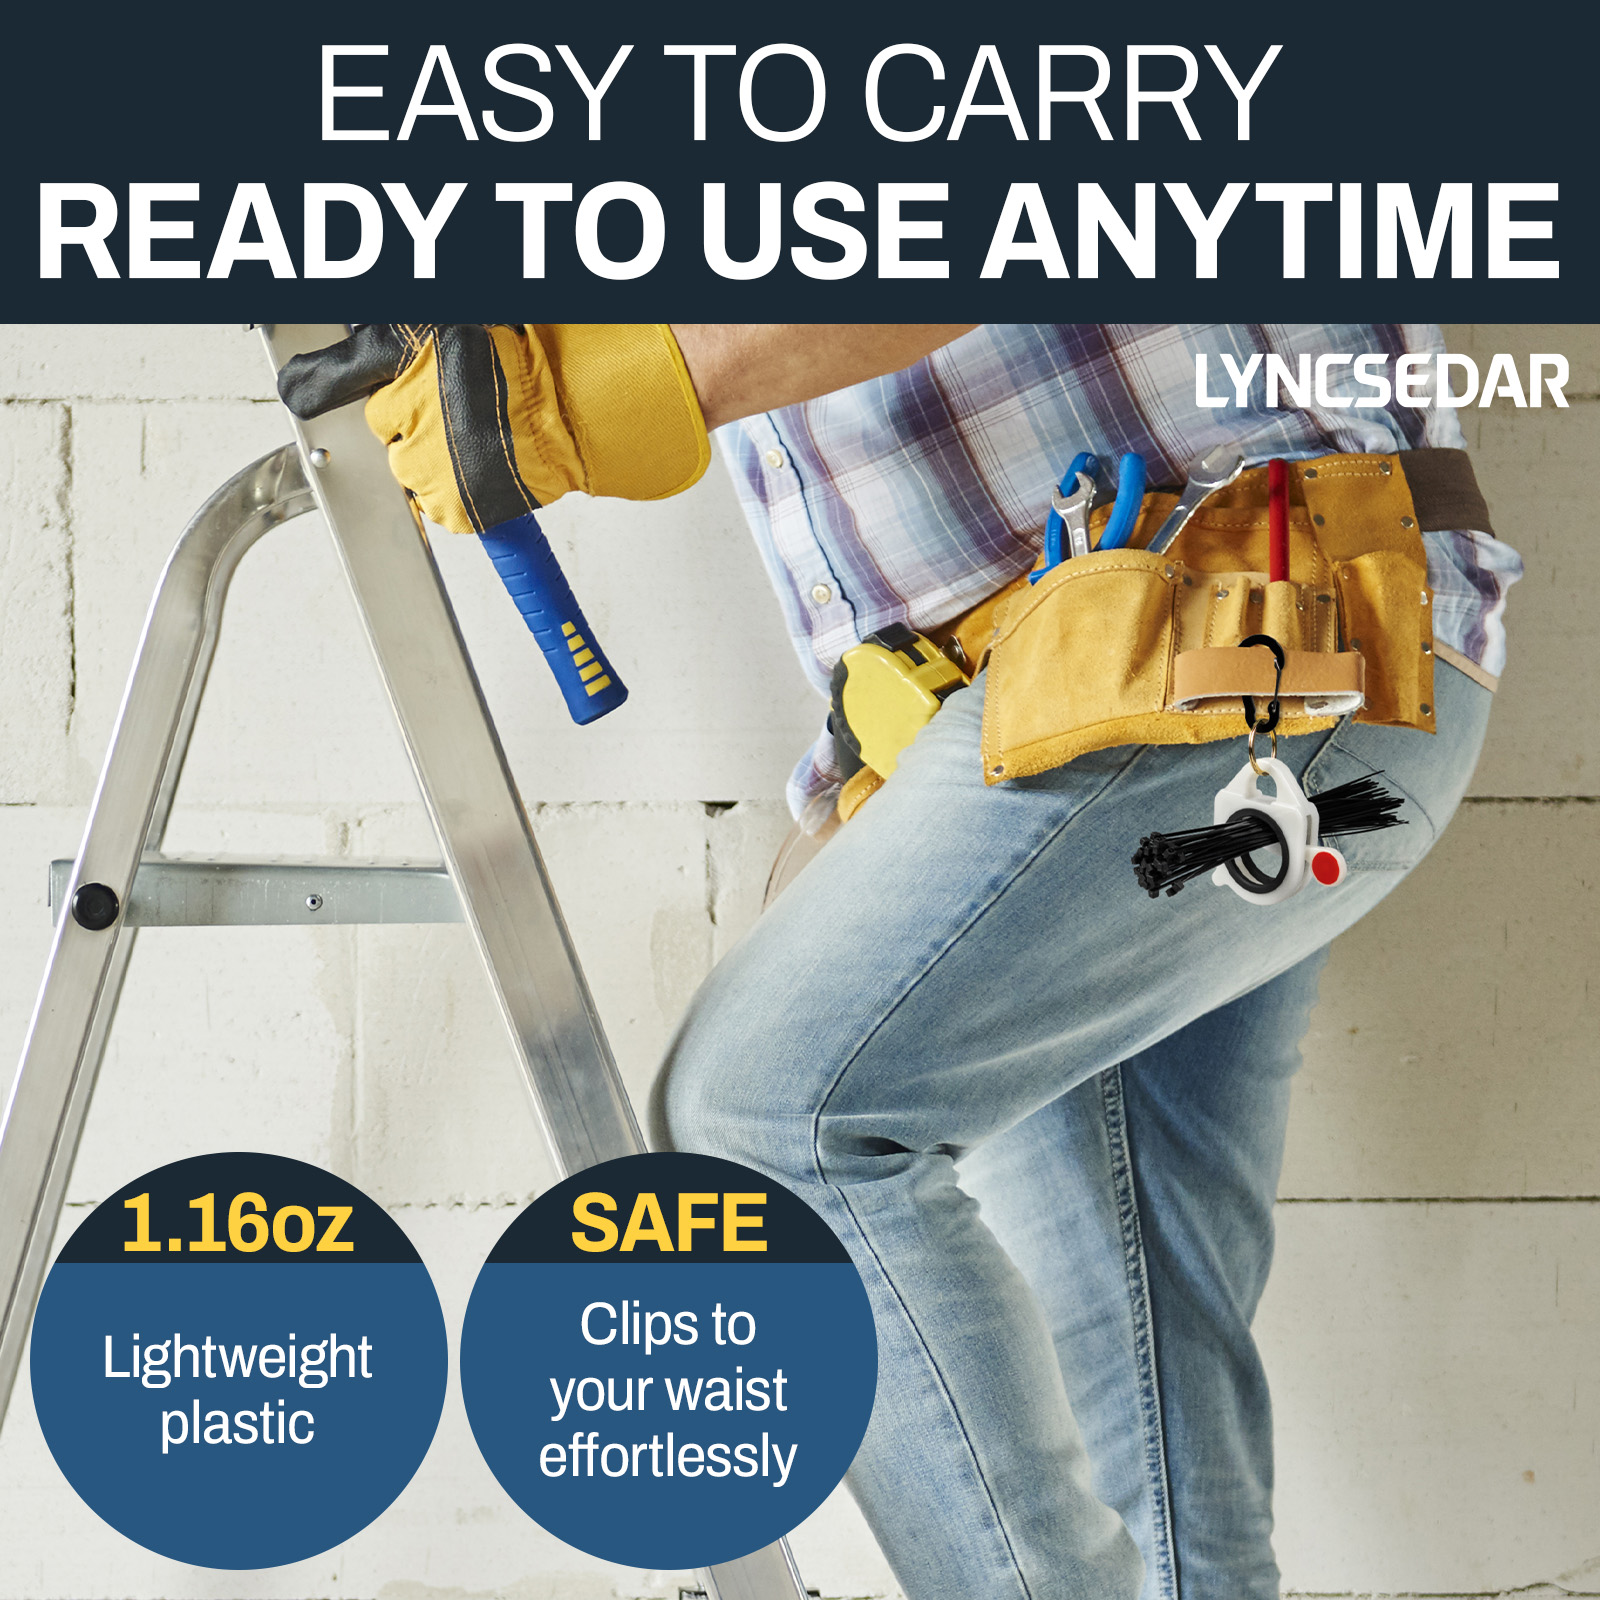 EASY TO CARRY
READY TO USE ANYTIME
LYNCSEDAR
1.16oz
Lightweight
plastic
SAFE
Clips to
your waist
effortlessly